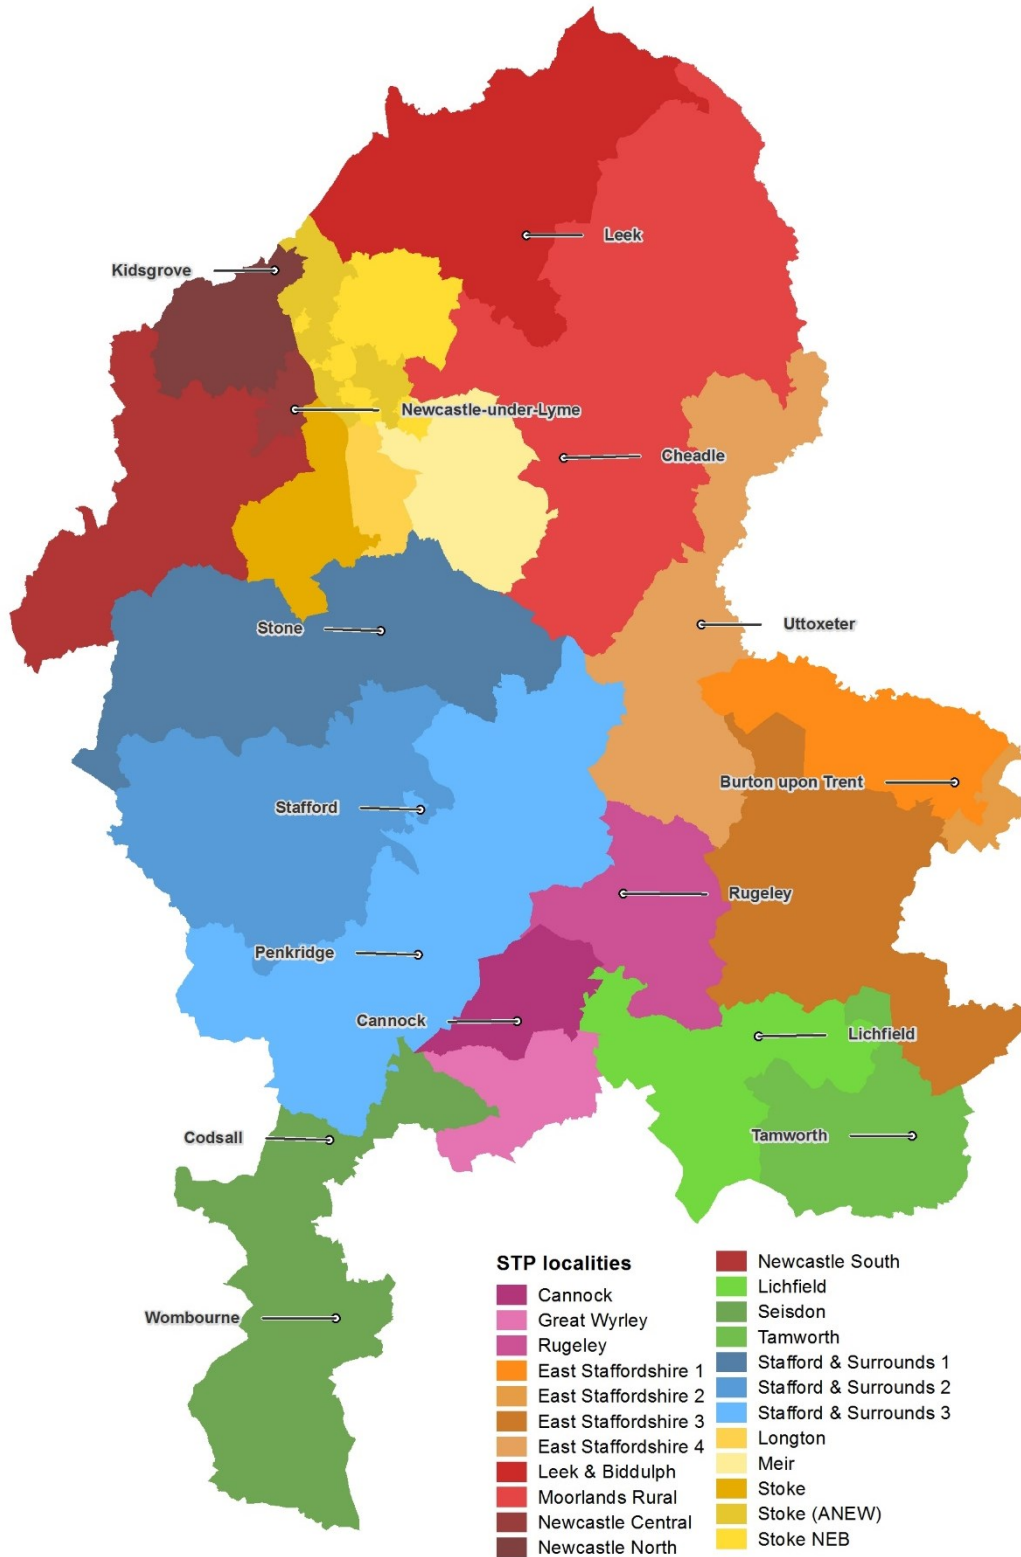 Leek
Kidsgrove
Newcastle-under-Lyme
Cheadle
Uttoxeter
Stone
Burton upon Trent
Stafford
Rugeley
Penkridge
Cannock
Lichfield
Codsall
Tamworth
Wombourne
STP localities
Cannock
Great Wyrley
Rugeley
East Staffordshire 1
East Staffordshire 2
East Staffordshire 3
East Staffordshire 4
Leek & Biddulph
Moorlands Rural
Newcastle Central
Newcastle North
Newcastle South
Lichfield
Seisdon
Tamworth
Stafford & Surrounds 1
Stafford & Surrounds 2
Stafford & Surrounds 3
Longton
Meir
Stoke
Stoke (ANEW)
Stoke NEB